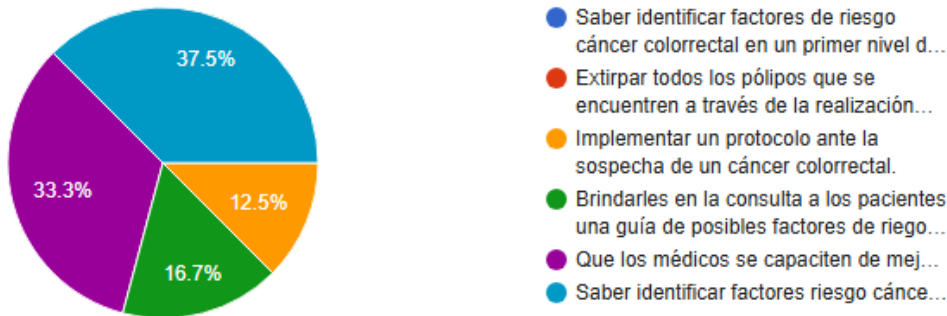 37.5%
33.3%
12.5%
16.7%
Saber identificar factores de riesgo
cáncer colorrectal en un primer nivel d…
Extirpar todos los pólipos que se
encuentren a través de la realización…
Implementar un protocolo ante la
sospecha de un cáncer colorrectal.
Brindarles en la consulta a los pacientes
una guía de posibles factores de riego…
Que los médicos se capaciten de mej…
Saber identificar factores riesgo cánce…